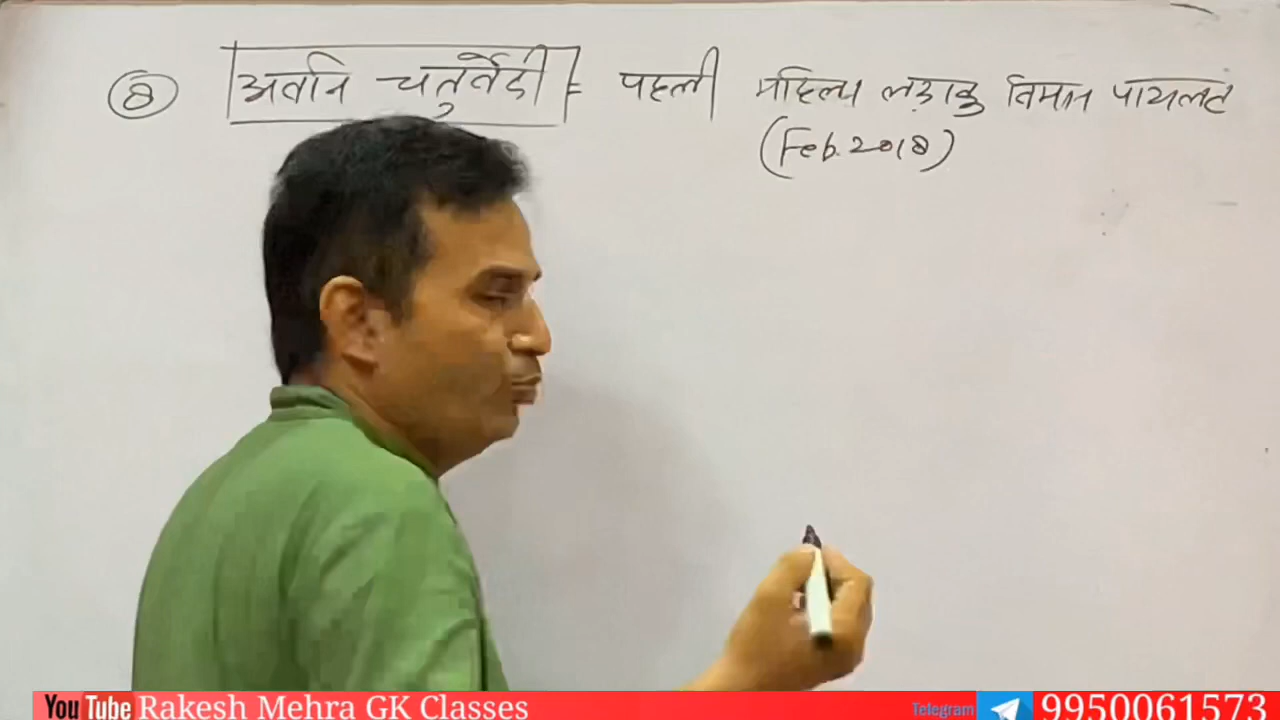 ⑧ अवनि चतुर्वेदी = पहली महिला लड़ाकु विमान पायलट
(Feb. 2018)
YouTube Rakesh Mehra GK Classes Telegram 9950061573